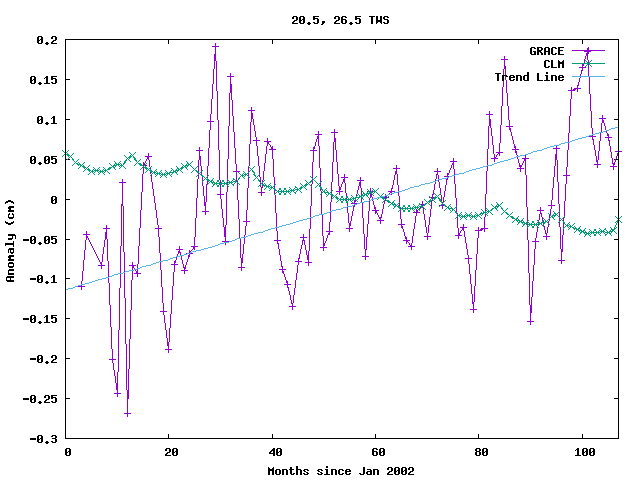 20.5, 26.5 TWS
GRACE
CLM
Trend Line
0.2
0.15
0.1
0.05
0
-0.05
-0.1
-0.15
-0.2
-0.25
-0.3
Anomaly (cm)
0 20 40 60 80 100
Months since Jan 2002